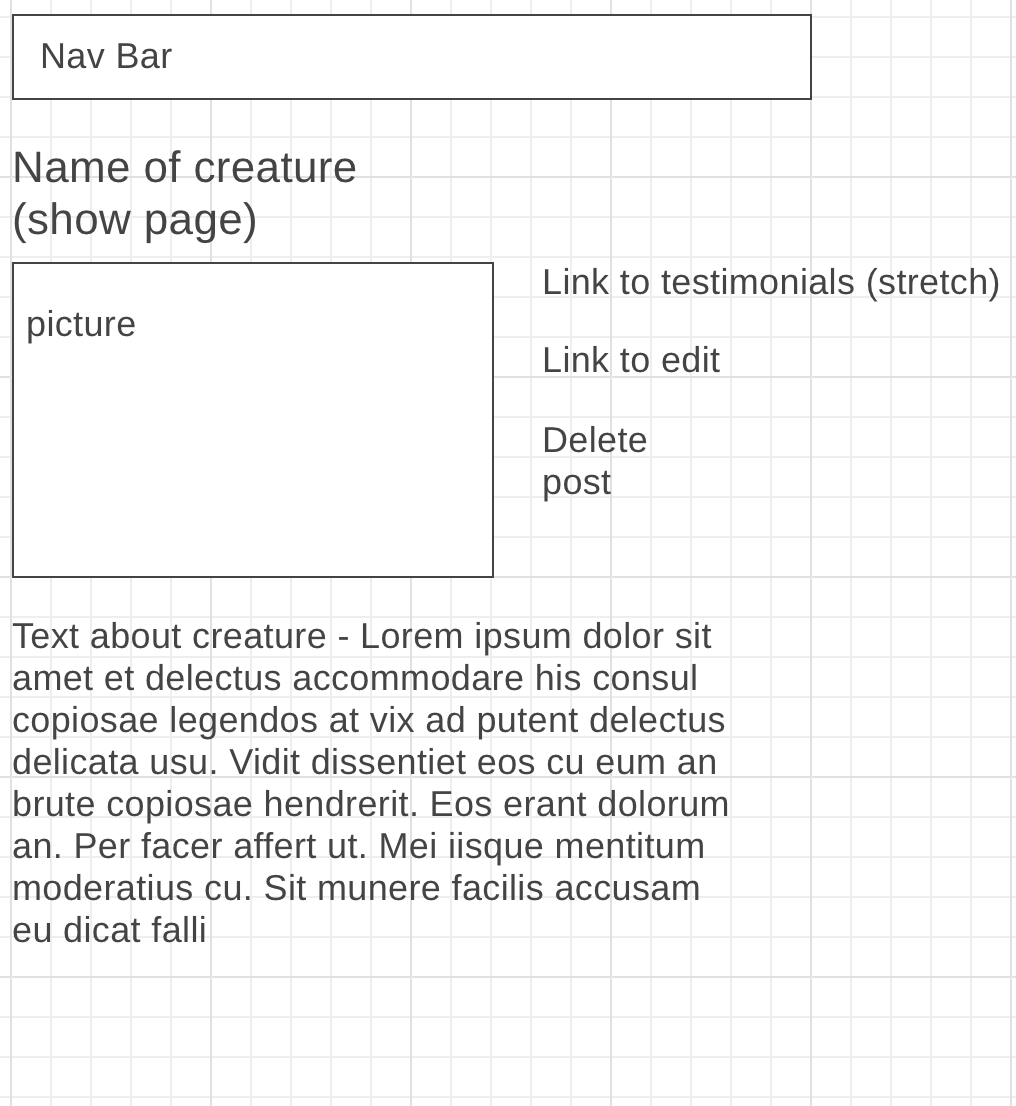 Nav Bar
Name of creature
(show page)
picture
Link to testimonials (stretch)
Link to edit
Delete
post
Text about creature - Lorem ipsum dolor sit
amet et delectus accommodare his consul
copiosae legendos at vix ad putent delectus
delicata usu. Vidit dissentiet eos cu eum an
brute copiosae hendrerit. Eos erant dolorum
an. Per facer affert ut. Mei iisque mentitum
moderatius cu. Sit munere facilis accusam
eu dicat falli